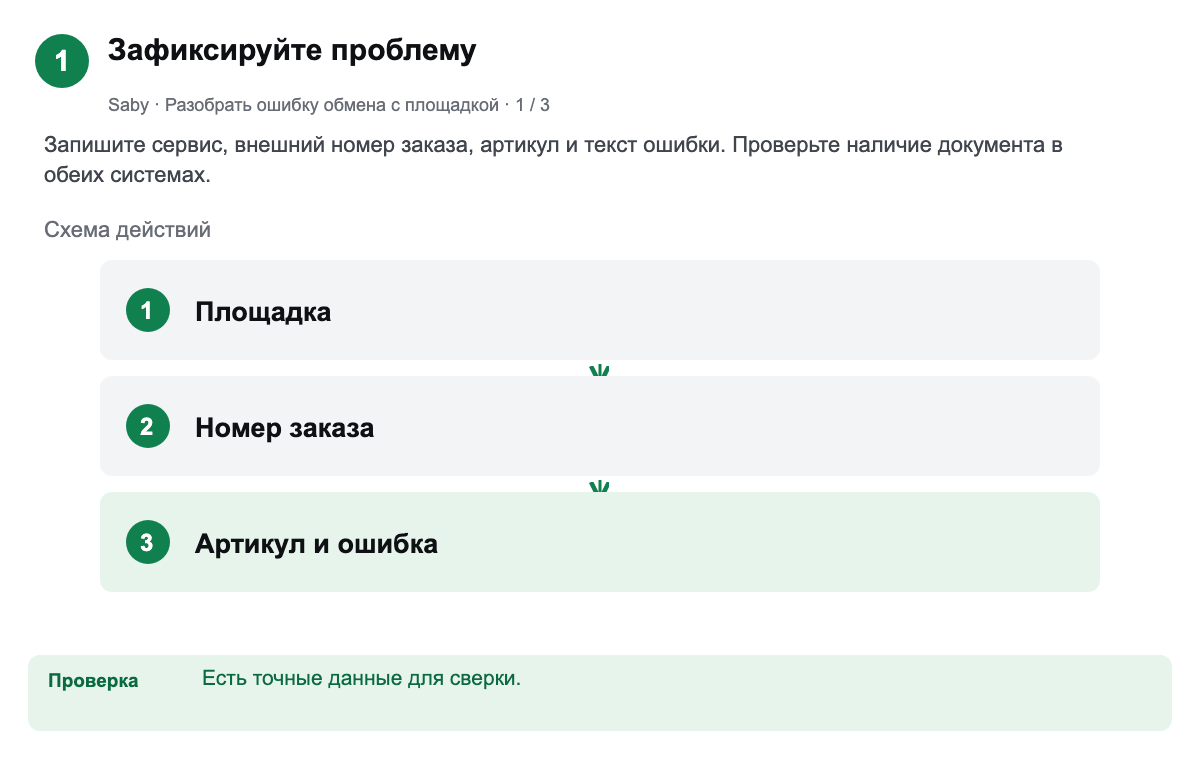 1
Зафиксируйте проблему
Saby · Разобрать ошибку обмена с площадкой · 1 / 3
Запишите сервис, внешний номер заказа, артикул и текст ошибки. Проверьте наличие документа в
обеих системах.
Схема действий
1 Площадка
2 Номер заказа
3 Артикул и ошибка
Проверка Есть точные данные для сверки.